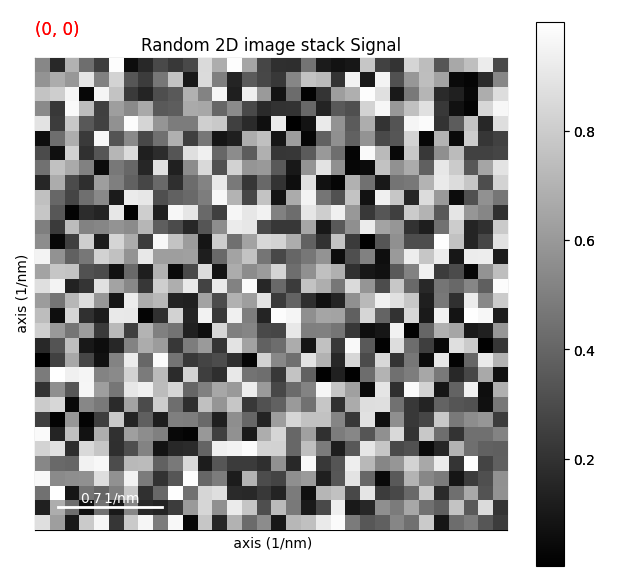 (0, 0)
Random 2D image stack Signal
0.8
0.6
0.4
0.2
axis (1/nm)
0.7 1/nm
axis (1/nm)